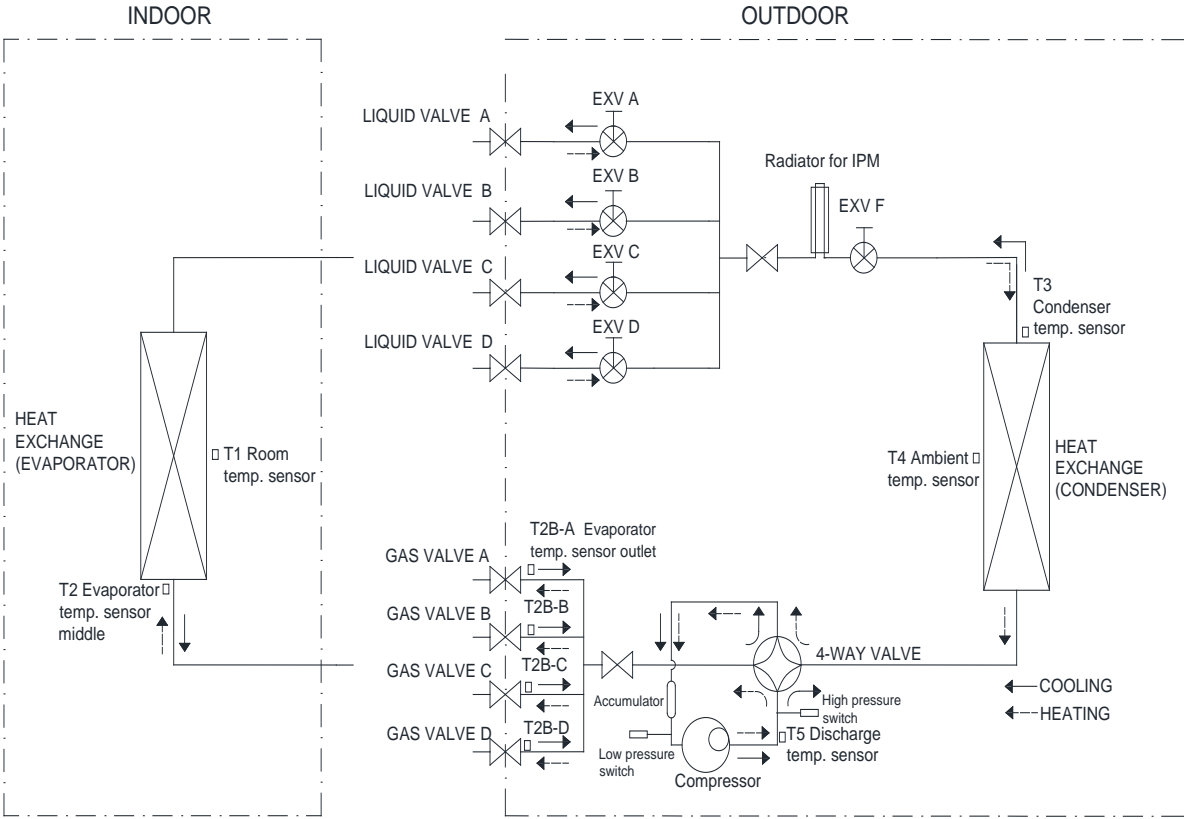 INDOOR
OUTDOOR
LIQUID VALVE A
EXV A
LIQUID VALVE B
EXV B
LIQUID VALVE C
EXV C
LIQUID VALVE D
EXV D
Radiator for IPM
EXV F
T3
Condenser
temp. sensor
HEAT
EXCHANGE
(EVAPORATOR)
T1 Room
temp. sensor
T4 Ambient
temp. sensor
HEAT
EXCHANGE
(CONDENSER)
T2 Evaporator
temp. sensor
middle
T2B-A Evaporator
temp. sensor outlet
GAS VALVE A
GAS VALVE B
T2B-B
GAS VALVE C
T2B-C
GAS VALVE D
T2B-D
4-WAY VALVE
Accumulator
High pressure
switch
Low pressure
switch
T5 Discharge
temp. sensor
Compressor
COOLING
HEATING